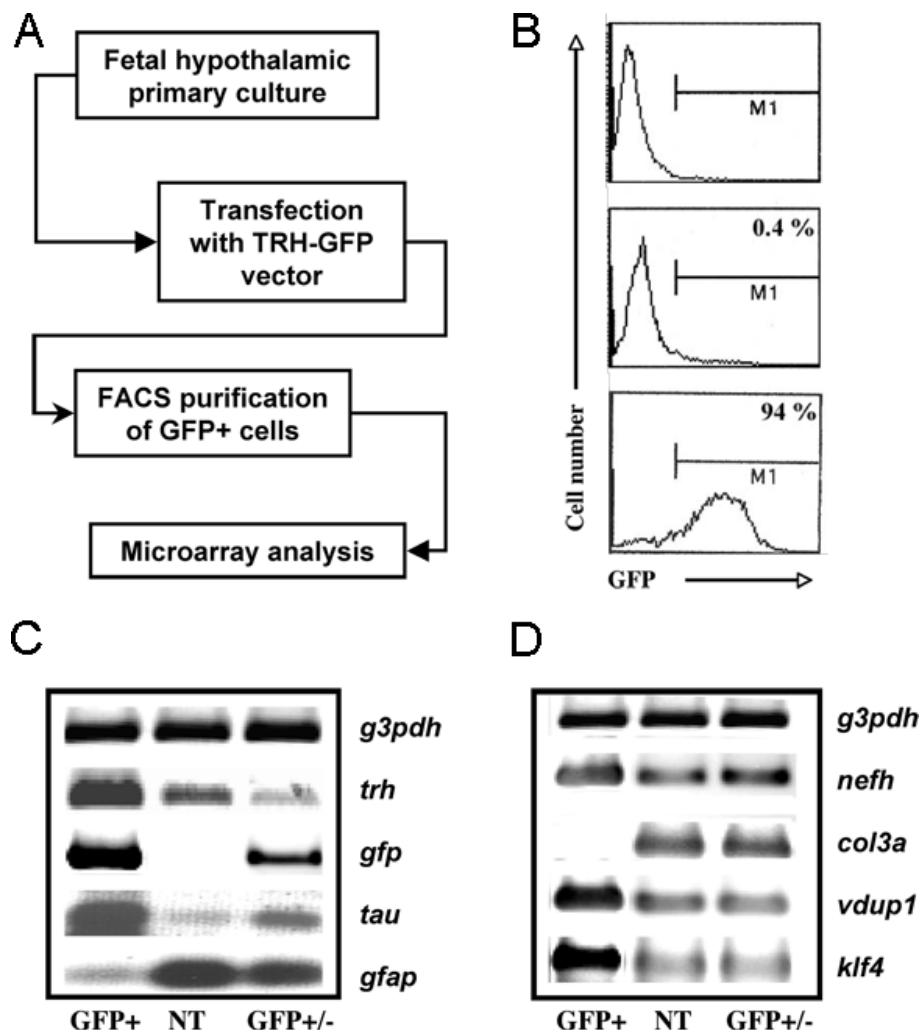 A
Fetal hypothalamic
primary culture
Transfection
with TRH-GFP
vector
FACS purification
of GFP+ cells
Microarray analysis
B
M1
0.4 %
M1
94 %
M1
Cell number
GFP
C
g3pdh
trh
gfp
tau
gfap
GFP+ NT GFP+/-
D
g3pdh
nefh
col3a
vdup1
klf4
GFP+ NT GFP+/-